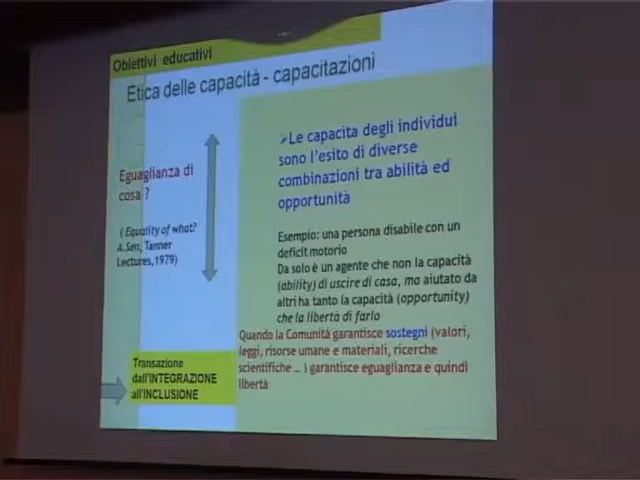 Obiettivi educativi
Etica delle capacità - capacitazioni
Eguaglianza di
cosa ?
( Equality of what?
A.Sen, Tanner
Lectures,1979)
Transazione
dall'INTEGRAZIONE
all'INCLUSIONE
➢Le capacita degli individui
sono l'esito di diverse
combinazioni tra abilità ed
opportunità
Esempio: una persona disabile con un
deficit motorio
Da solo è un agente che non la capacità
(ability) di uscire di casa, ma aiutato da
altri ha tanto la capacità (opportunity)
che la libertà di farlo
Quando la Comunità garantisce sostegni (valori,
leggi, risorse umane e materiali, ricerche
scientifiche... ) garantisce eguaglianza e quindi
libertà